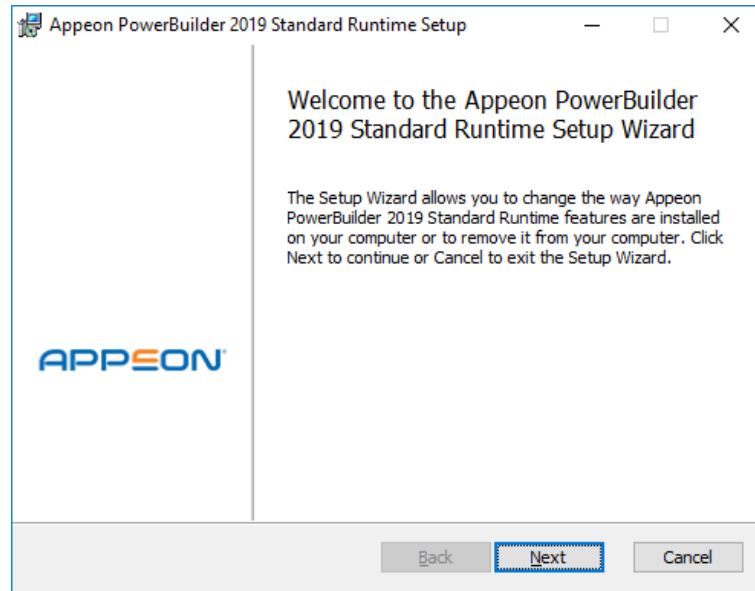 Appeon PowerBuilder 2019 Standard Runtime Setup
Welcome to the Appeon PowerBuilder
2019 Standard Runtime Setup Wizard
The Setup Wizard allows you to change the way Appeon
PowerBuilder 2019 Standard Runtime features are installed
on your computer or to remove it from your computer. Click
Next to continue or Cancel to exit the Setup Wizard.
APPEON®
Back Next Cancel